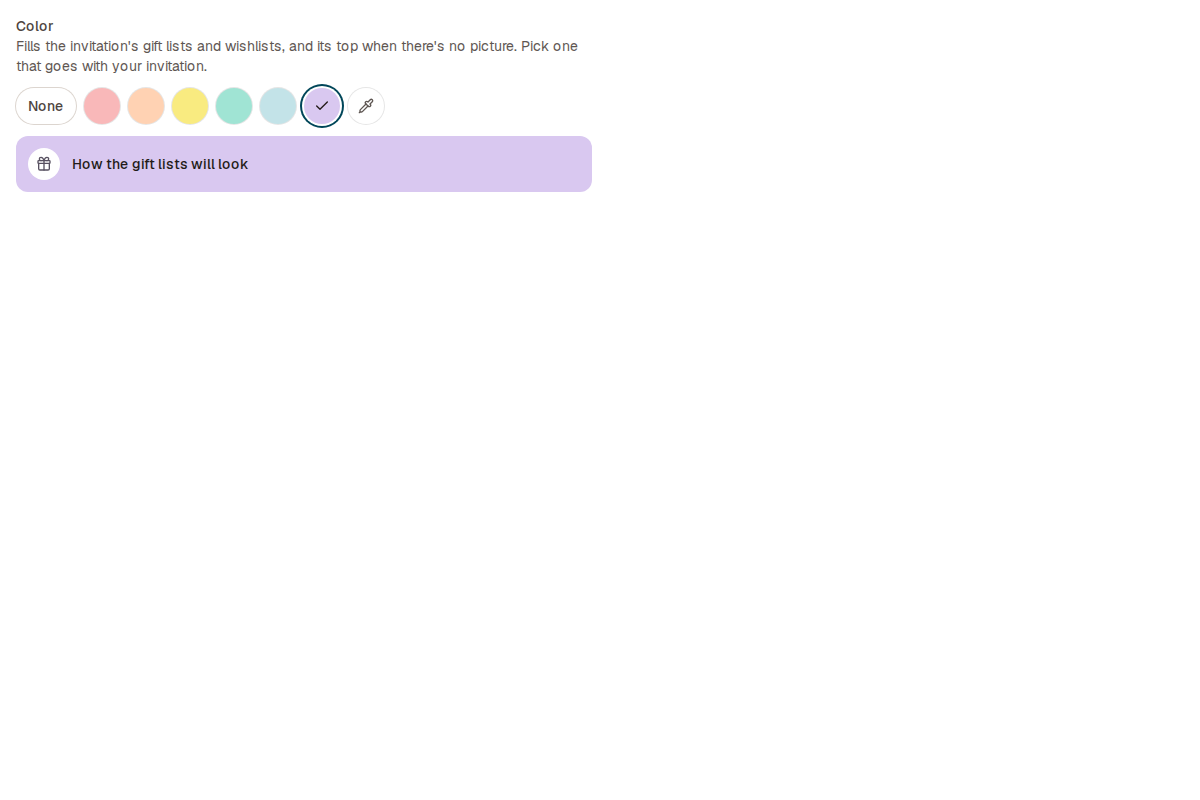 Color
Fills the invitation's gift lists and wishlists, and its top when there's no picture. Pick one
that goes with your invitation.
None
How the gift lists will look